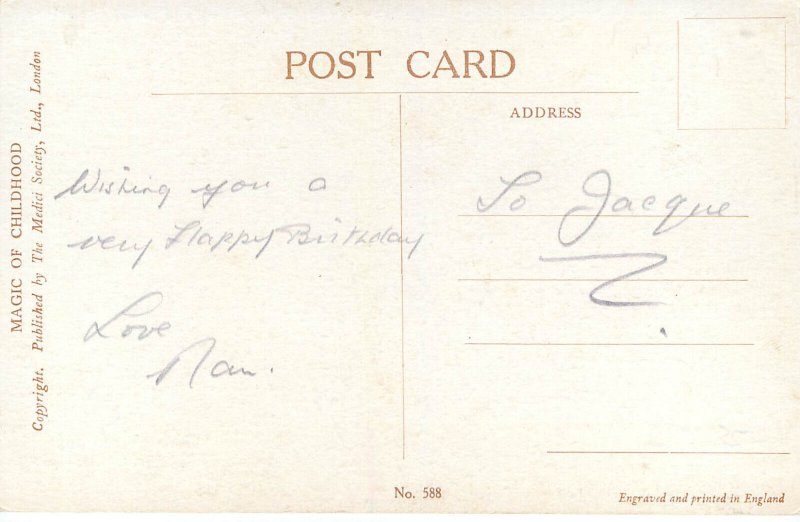 POST CARD
MAGIC OF CHILDHOOD
Copyright. Published by The Medici Society, Ltd., London
Wishing you a
very Happy Birthday
Love
Nan.
ADDRESS
To Jacque
No. 588
Engraved and printed in England